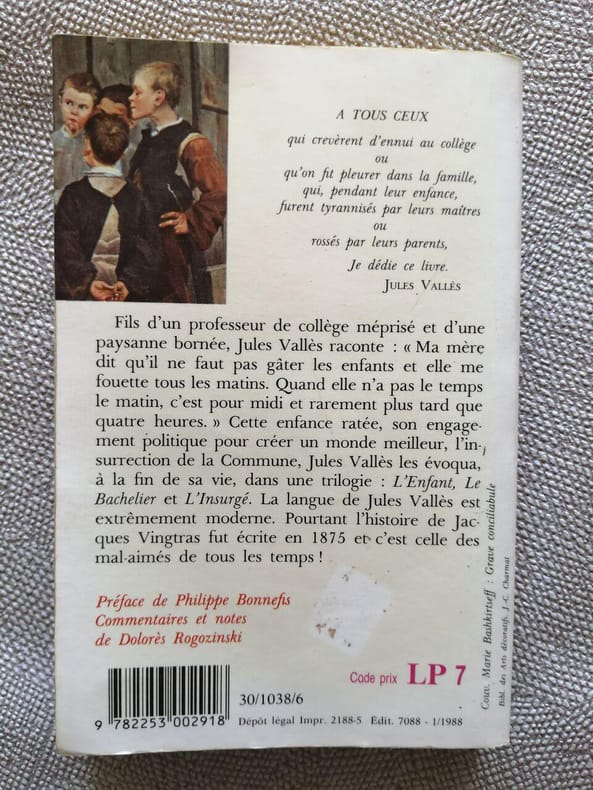 A TOUS CEUX
qui crevèrent d'ennui au collège
ou
qu'on fit pleurer dans la famille,
qui, pendant leur enfance,
furent tyrannisés par leurs maîtres
ou
rossés par leurs parents,
Je dédie ce livre.
JULES VALLÈS
Fils d'un professeur de collège méprisé et d'une
paysanne bornée, Jules Vallès raconte : « Ma mère
dit qu'il ne faut pas gâter les enfants et elle me
fouette tous les matins. Quand elle n'a pas le temps
le matin, c'est pour midi et rarement plus tard que
quatre heures. » Cette enfance ratée, son engage-
ment politique pour créer un monde meilleur, l'in-
surrection de la Commune, Jules Vallès les évoqua,
à la fin de sa vie, dans une trilogie : L'Enfant, Le
Bachelier et L'Insurgé. La langue de Jules Vallès est
extrêmement moderne. Pourtant l'histoire de Jac-
ques Vingtras fut écrite en 1875 et c'est celle des
mal-aimés de tous les temps !
Préface de Philippe Bonnefis
Commentaires et notes
de Dolorès Rogozinski
Couv. Marie Bashkirtseff : Grave conciliabule
Bibl. des Arts décoratif. J.-C. Charmat
Code prix LP 7
30/1038/6
9 782253 002918
Dépôt légal Impr. 2188-5 Édit. 7088 - 1/1988